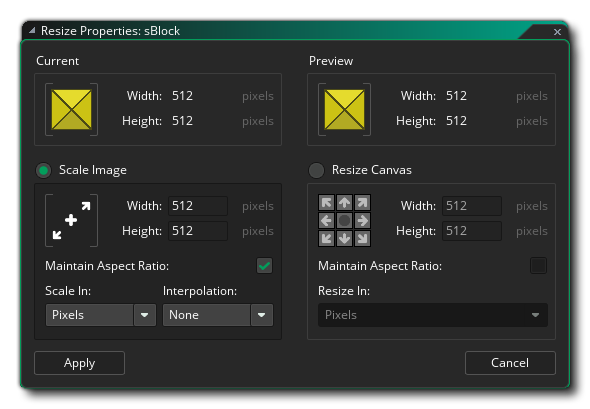 Resize Properties: sBlock
Current
Width: 512 pixels
Height: 512 pixels
Preview
Width: 512 pixels
Height: 512 pixels
Scale Image
Width: 512 pixels
Height: 512 pixels
Maintain Aspect Ratio:
Scale In: Interpolation:
Pixels None
Resize Canvas
Width: 512 pixels
Height: 512 pixels
Maintain Aspect Ratio:
Resize In:
Pixels
Apply Cancel